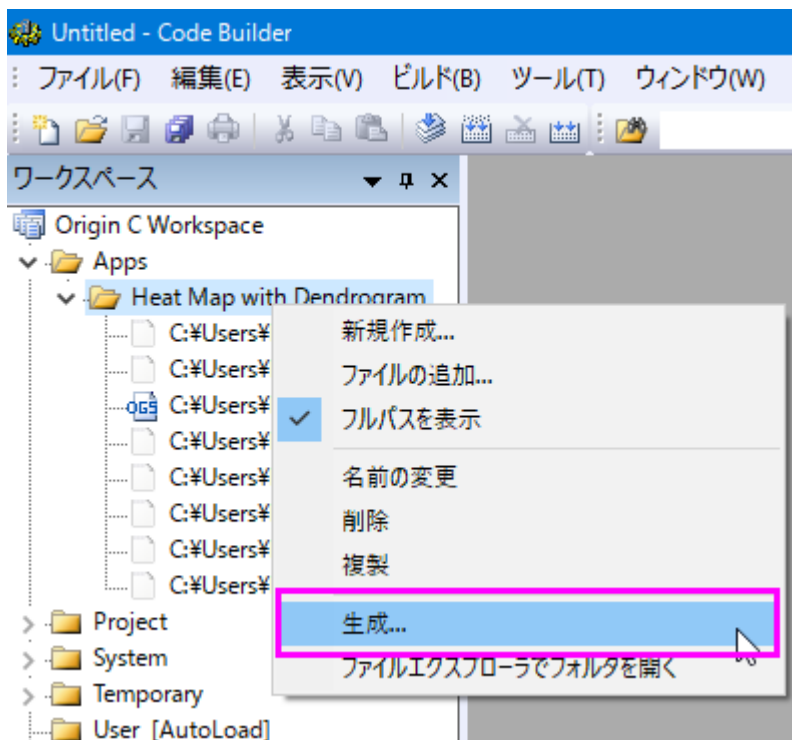 Untitled - Code Builder
ファイル(F) 編集(E) 表示(V) ビルド(B) ツール(T) ウィンドウ(W)
ワークスペース
Origin C Workspace
Apps
Heat Map with Dendrogram
C:¥Users¥
C:¥Users¥
OGS C:¥Users¥
C:¥Users¥
C:¥Users¥
C:¥Users¥
C:¥Users¥
C:¥Users¥
Project
System
Temporary
User [AutoLoad]
新規作成...
ファイルの追加...
フルパスを表示
名前の変更
削除
複製
生成...
ファイルエクスプローラでフォルダを開く